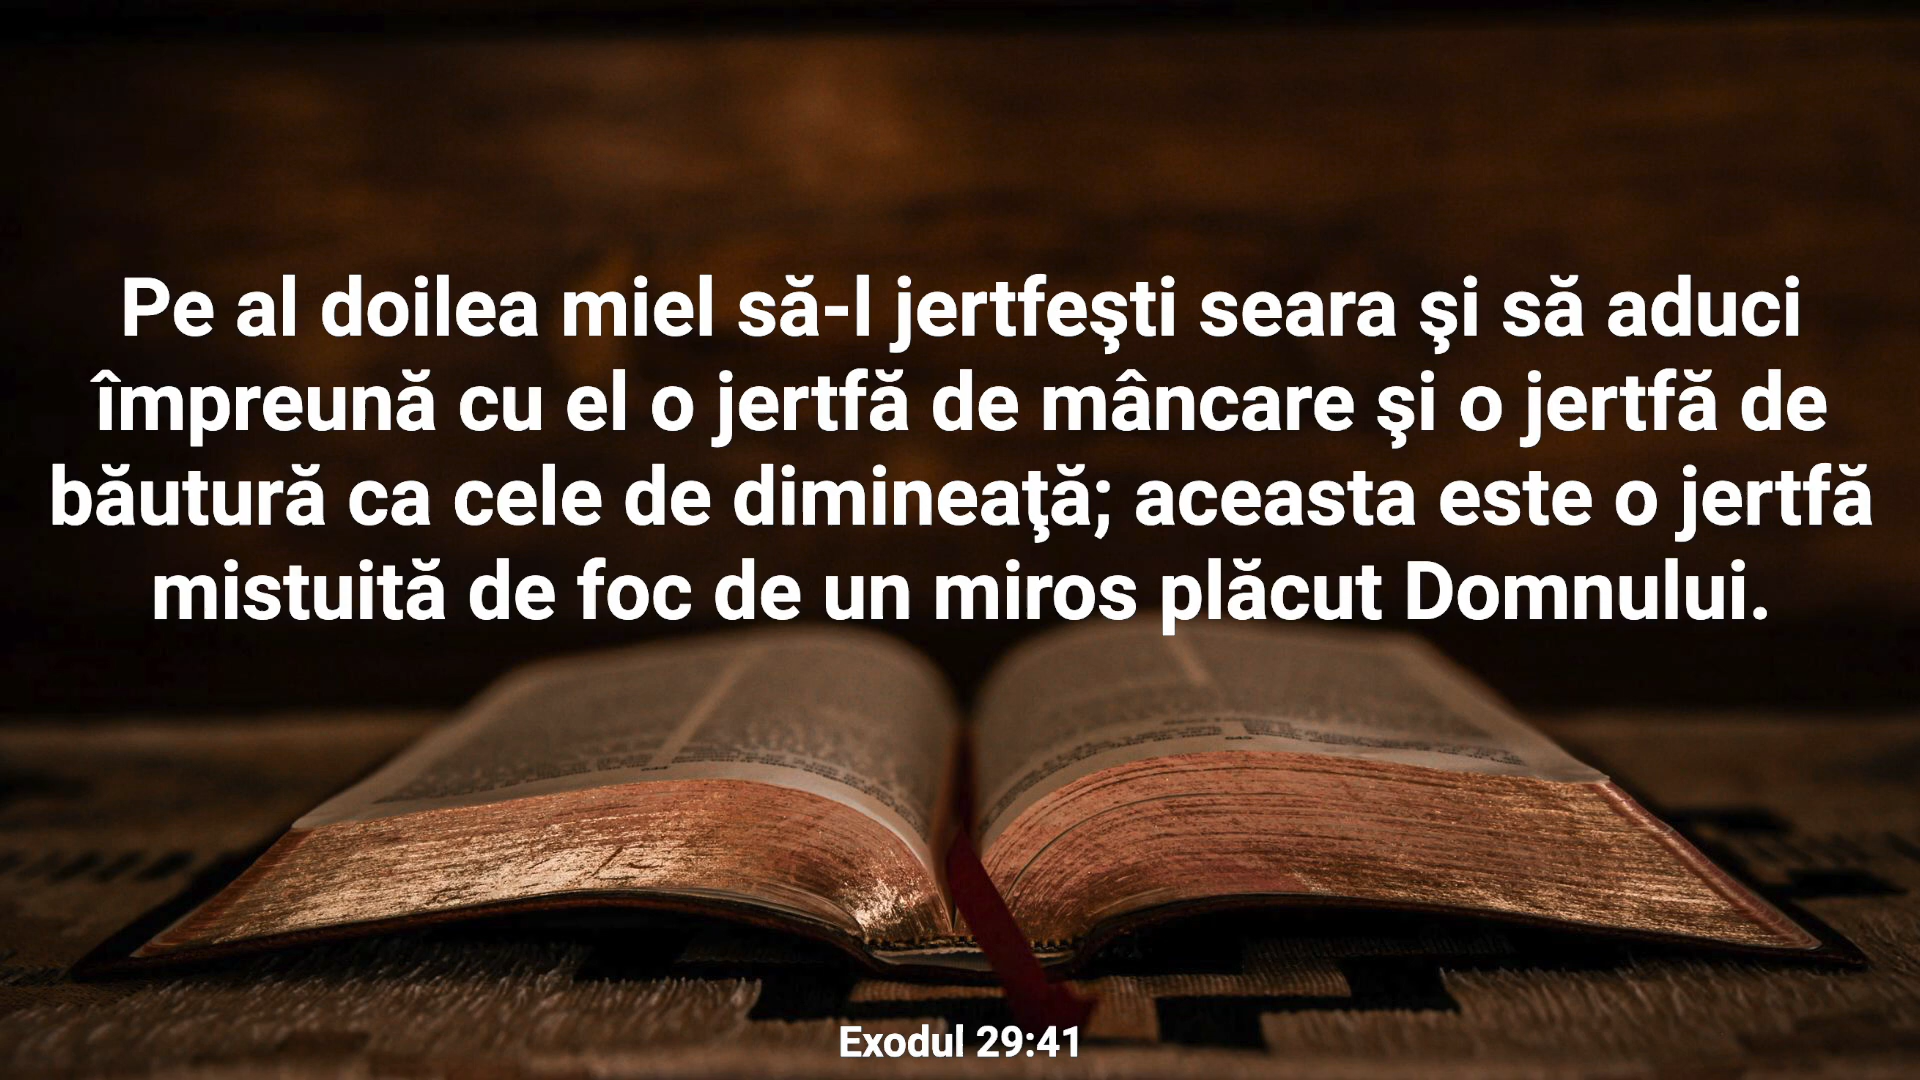 Pe al doilea miel să-l jertfeşti seara şi să aduci
împreună cu el o jertfă de mâncare şi o jertfă de
băutură ca cele de dimineaţă; aceasta este o jertfă
mistuită de foc de un miros plăcut Domnului.
Exodul 29:41